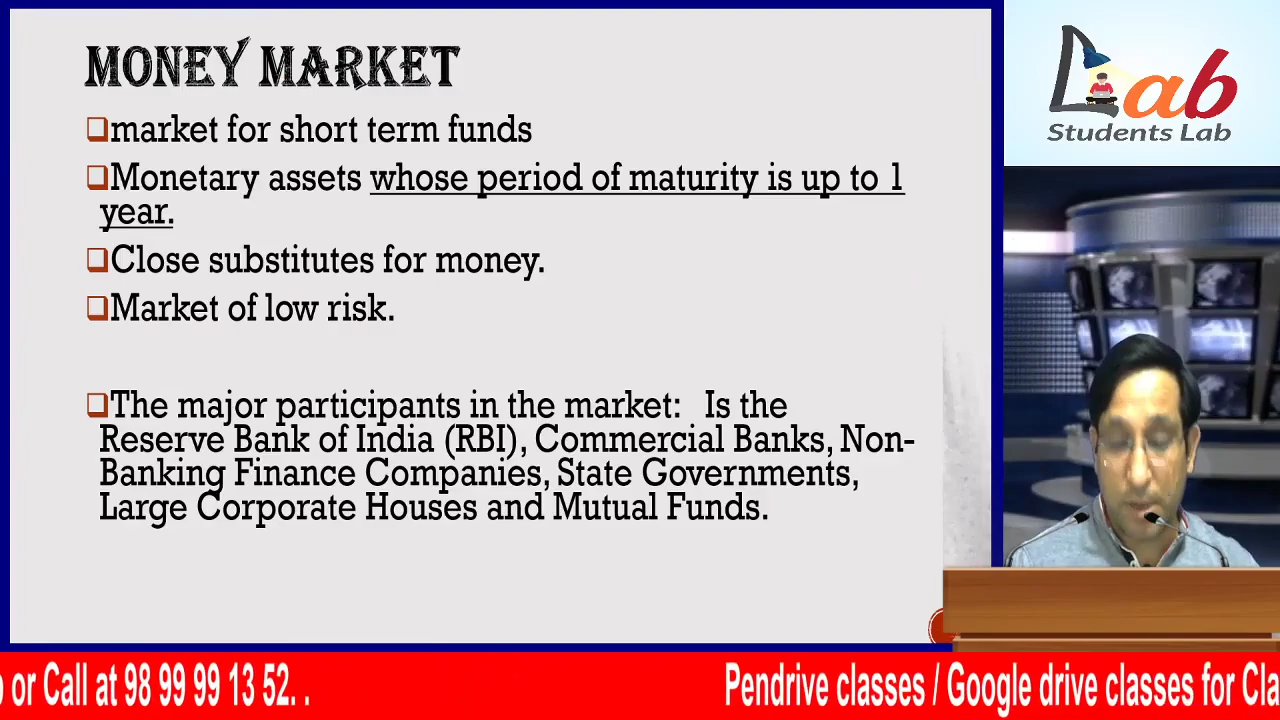 MONEY MARKET
market for short term funds
Monetary assets whose period of maturity is up to 1
year.
Close substitutes for money.
Market of low risk.
The major participants in the market: Is the
Reserve Bank of India (RBI), Commercial Banks, Non-
Banking Finance Companies, State Governments,
Large Corporate Houses and Mutual Funds.
Lab
Students Lab
or Call at 98 99 99 13 52. .
Pendrive classes / Google drive classes for Cla